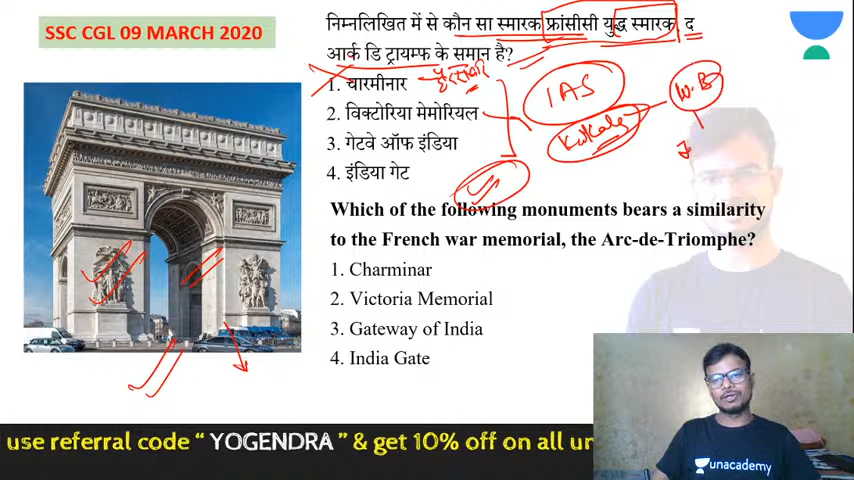 SSC CGL 09 MARCH 2020
निम्नलिखित में से कौन सा स्मारक फ्रांसीसी युद्ध स्मारक द
आर्क डि ट्रायम्फ के समान है?
1. चारमीनार
2. विक्टोरिया मेमोरियल
3. गेटवे ऑफ इंडिया
4. इंडिया गेट
IAS
W.B
Which of the following monuments bears a similarity
to the French war memorial, the Arc-de-Triomphe?
1. Charminar
2. Victoria Memorial
3. Gateway of India
4. India Gate
use referral code “ YOGENDRA ” & get 10% off on all un
unacademy